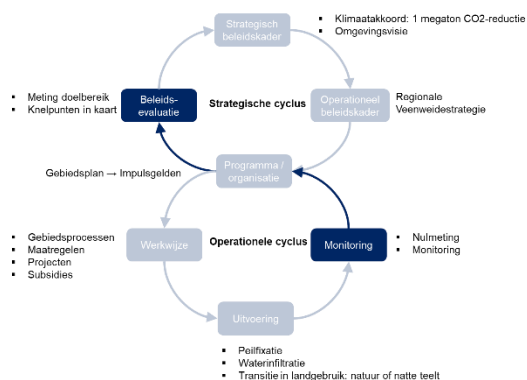 Strategisch
beleidskader
▪ Klimaatakkoord: 1 megaton CO2-reductie
▪ Omgevingsvisie
▪ Meting doelbereik
▪ Knelpunten in kaart
Beleids-
evaluatie
Strategische cyclus
Operationeel
beleidskader
Regionale
Veenweidestrategie
Gebiedsplan → Impulsgelden
Programma /
organisatie
▪ Gebiedsprocessen
▪ Maatregelen
▪ Projecten
▪ Subsidies
Werkwijze
Operationele cyclus
Monitoring
▪ Nulmeting
▪ Monitoring
Uitvoering
▪ Peilfixatie
▪ Waterinfiltratie
▪ Transitie in landgebruik: natuur of natte teelt